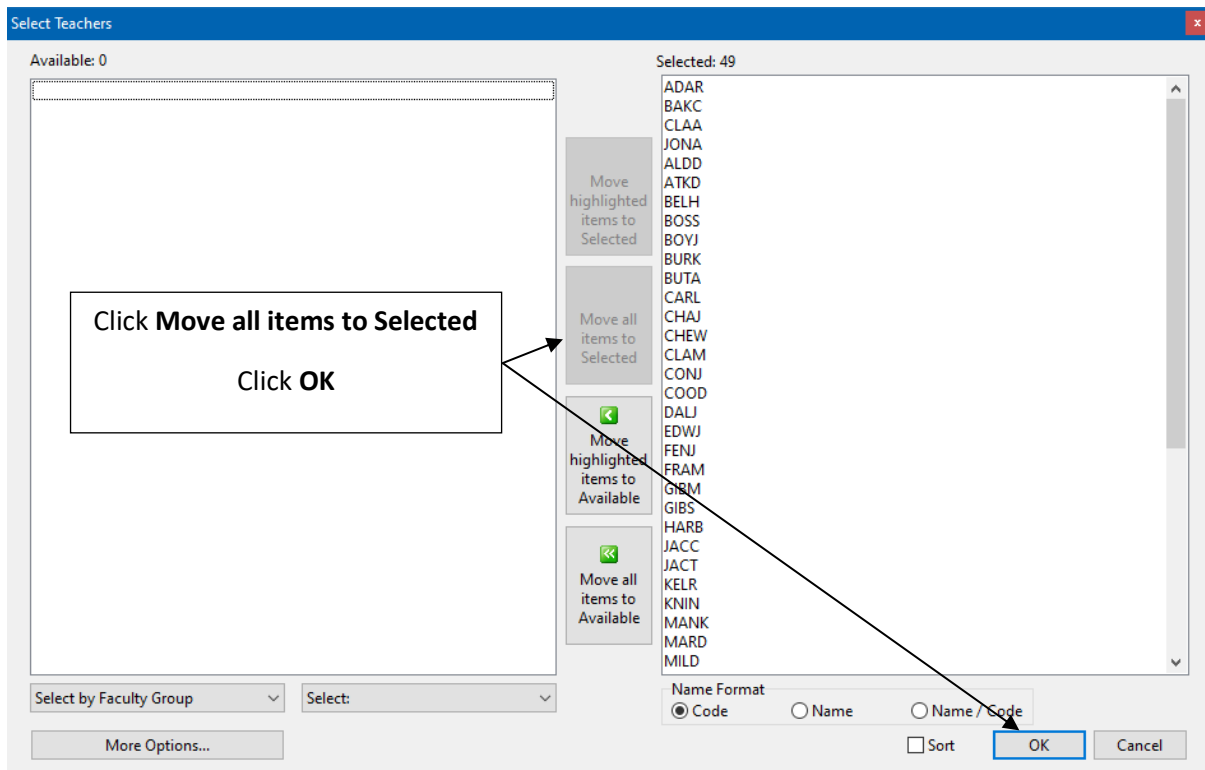 Select Teachers
x
Available: 0
Selected: 49
ADAR
BAKC
CLAA
JONA
ALDD
ATKD
BELH
BOSS
BOYJ
BURK
BUTA
CARL
CHAJ
CHEW
CLAM
CONJ
COOD
DALJ
EDWJ
FENJ
FRAM
GIBM
GIBS
HARB
JACC
JACT
KELR
KNIN
MANK
MARD
MILD
Move
highlighted
items to
Selected
Move all
items to
Selected
Move
highlighted
items to
Available
Move all
items to
Available
Click Move all items to Selected
Click OK
Select by Faculty Group
Select:
More Options...
Name Format
Code
Name
Name / Code
Sort
OK
Cancel